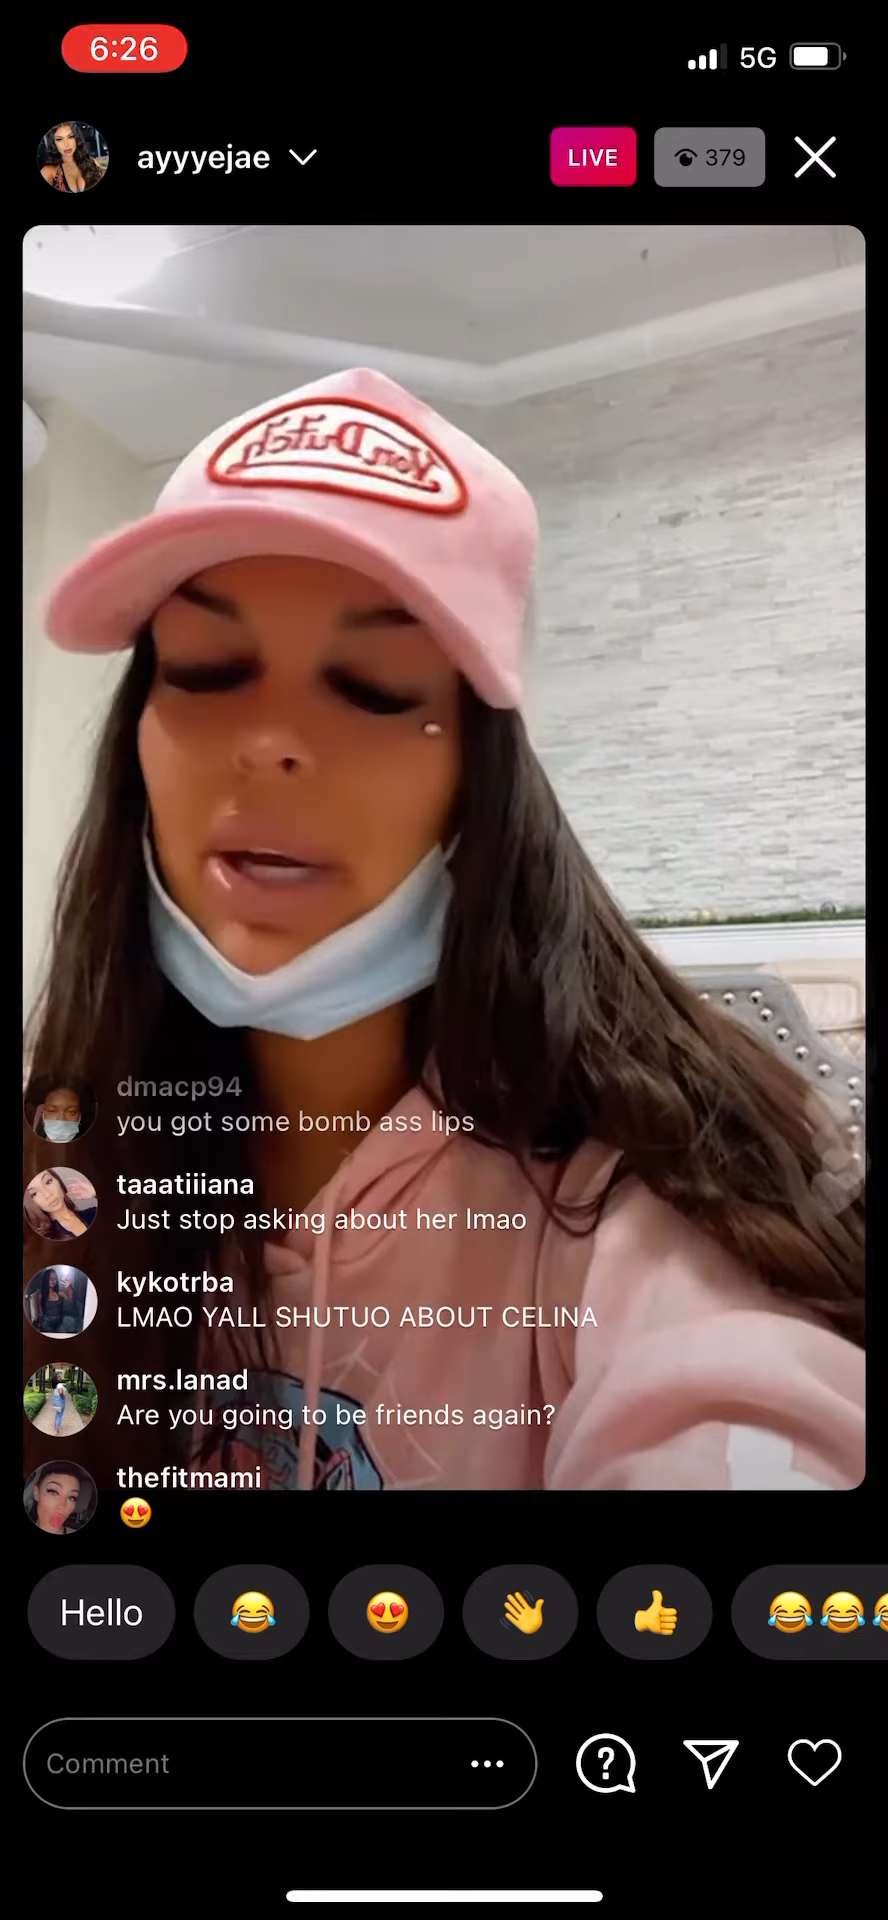 6:26
5G
ayyyejae
LIVE
379
Von Dutch
dmacp94
you got some bomb ass lips
taaatiiiana
Just stop asking about her lmao
kykotrba
LMAO YALL SHUTUO ABOUT CELINA
mrs.lanad
Are you going to be friends again?
thefitmami
😍
Hello
😂
😍
👋
👍
😂😂
Comment